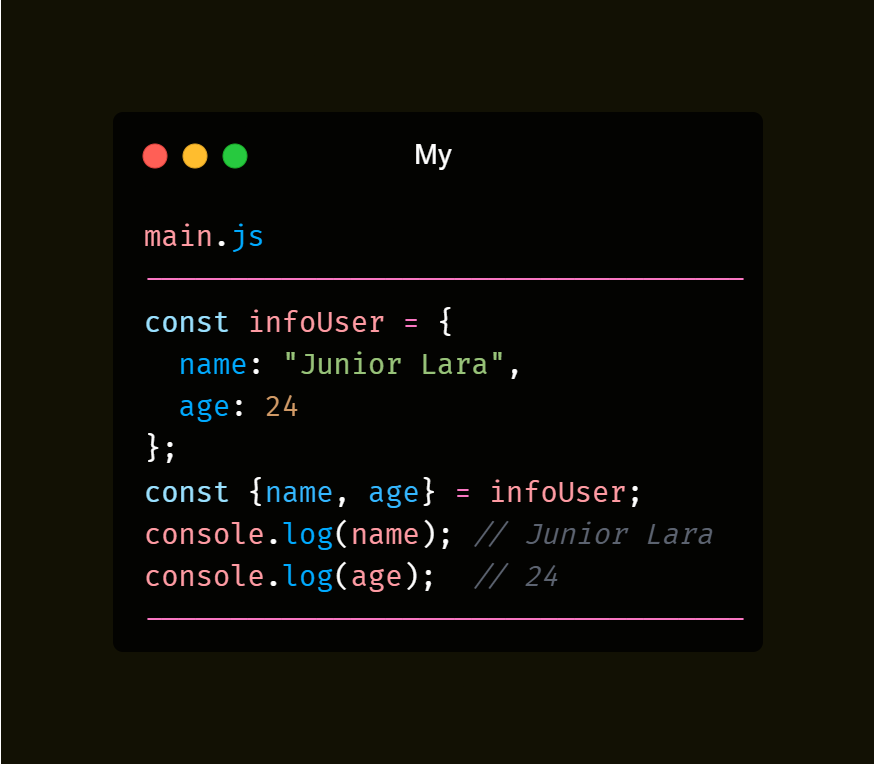 My
main.js
const infoUser = {
  name: "Junior Lara",
  age: 24
};
const {name, age} = infoUser;
console.log(name); // Junior Lara
console.log(age);  // 24